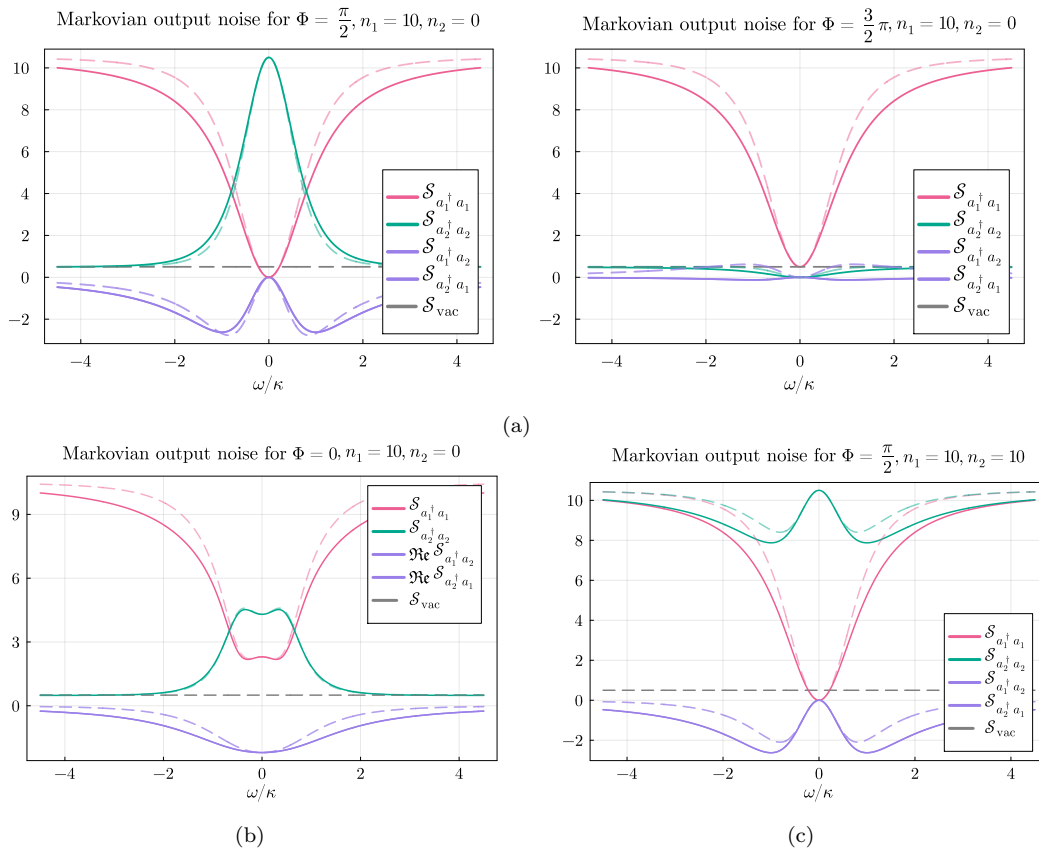 Markovian output noise for Φ = π/2, n₁ = 10, n₂ = 0
10
8
6
4
2
0
−2
−4
−2
0
2
4
ω/κ
𝒮 a₁† a₁
𝒮 a₂† a₂
𝒮 a₁† a₂
𝒮 a₂† a₁
𝒮 vac
Markovian output noise for Φ = 3/2 π, n₁ = 10, n₂ = 0
10
8
6
4
2
0
−2
−4
−2
0
2
4
ω/κ
𝒮 a₁† a₁
𝒮 a₂† a₂
𝒮 a₁† a₂
𝒮 a₂† a₁
𝒮 vac
(a)
Markovian output noise for Φ = 0, n₁ = 10, n₂ = 0
9
6
3
0
−4
−2
0
2
4
ω/κ
𝒮 a₁† a₁
𝒮 a₂† a₂
ℜ𝔢 𝒮 a₁† a₂
ℜ𝔢 𝒮 a₂† a₁
𝒮 vac
(b)
Markovian output noise for Φ = π/2, n₁ = 10, n₂ = 10
10
8
6
4
2
0
−2
−4
−2
0
2
4
ω/κ
𝒮 a₁† a₁
𝒮 a₂† a₂
𝒮 a₁† a₂
𝒮 a₂† a₁
𝒮 vac
(c)